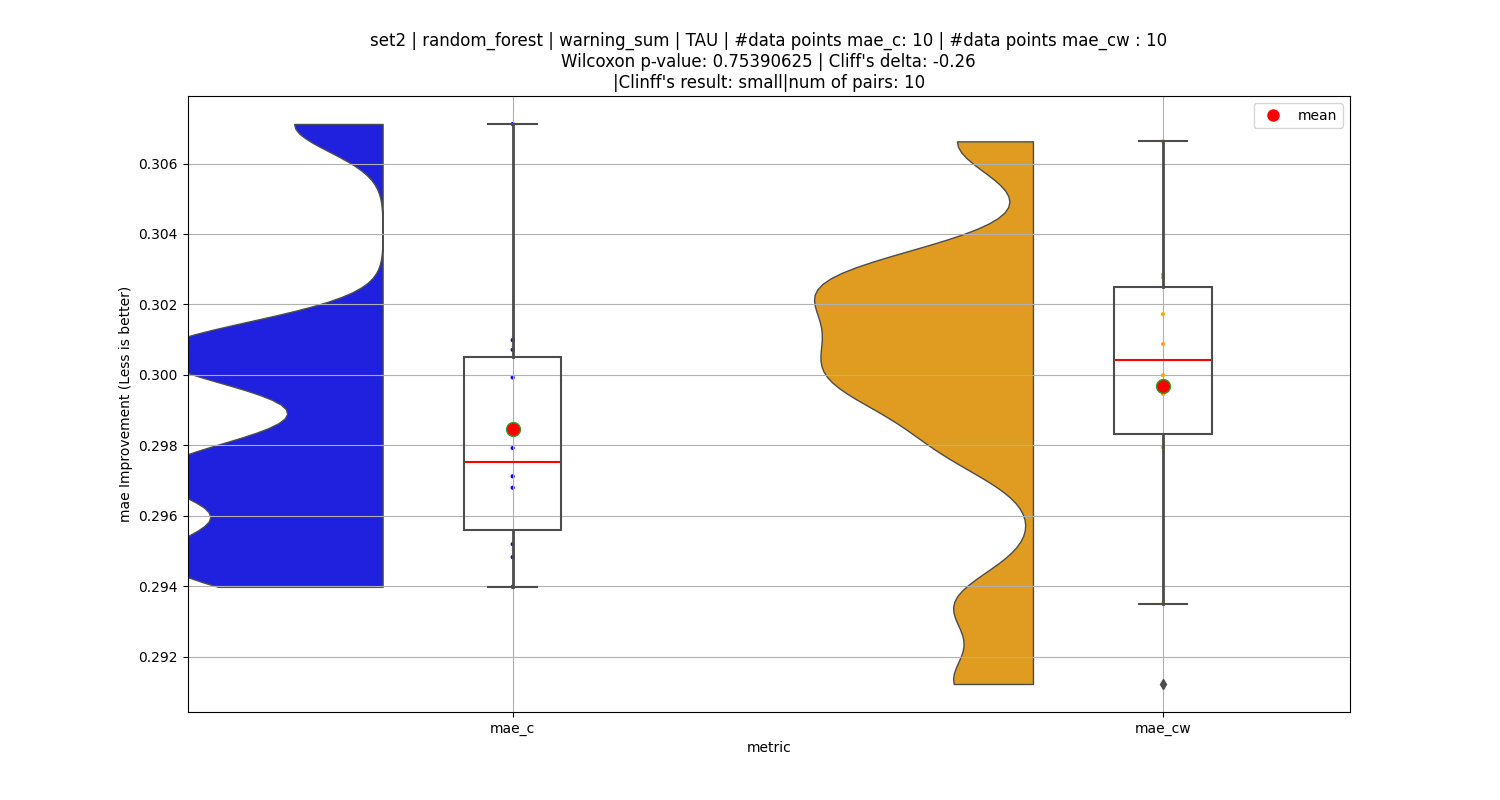 set2 | random_forest | warning_sum | TAU | #data points mae_c: 10 | #data points mae_cw : 10
Wilcoxon p-value: 0.75390625 | Cliff's delta: -0.26
|Clinff's result: small|num of pairs: 10
mean
mae Improvement (Less is better)
0.306
0.304
0.302
0.300
0.298
0.296
0.294
0.292
mae_c
mae_cw
metric